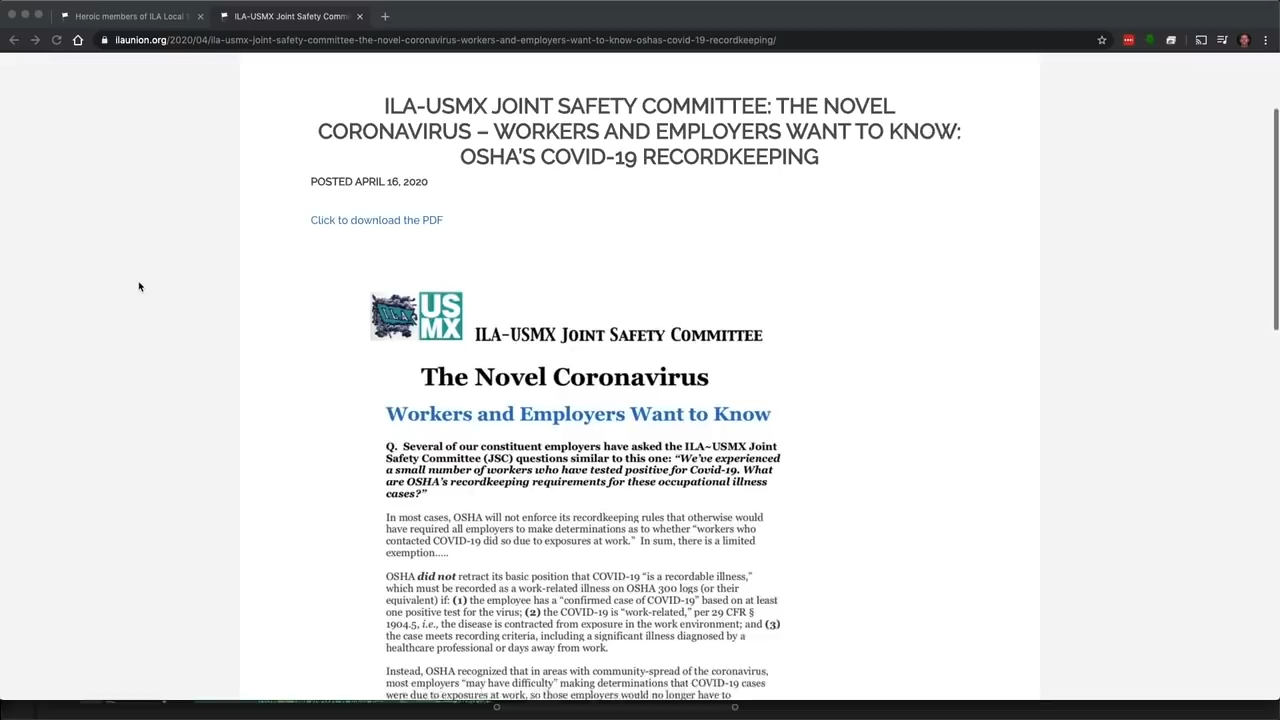 Heroic members of ILA Local
ILA-USMX Joint Safety Comm
ilaunion.org/2020/04/ila-usmx-joint-safety-committee-the-novel-coronavirus-workers-and-employers-want-to-know-oshas-covid-19-recordkeeping/
ILA-USMX JOINT SAFETY COMMITTEE: THE NOVEL
CORONAVIRUS – WORKERS AND EMPLOYERS WANT TO KNOW:
OSHA'S COVID-19 RECORDKEEPING
POSTED APRIL 16, 2020
Click to download the PDF
ILA
US
MX
ILA-USMX Joint Safety Committee
The Novel Coronavirus
Workers and Employers Want to Know
Q. Several of our constituent employers have asked the ILA~USMX Joint
Safety Committee (JSC) questions similar to this one: “We’ve experienced
a small number of workers who have tested positive for Covid-19. What
are OSHA’s recordkeeping requirements for these occupational illness
cases?”
In most cases, OSHA will not enforce its recordkeeping rules that otherwise would
have required all employers to make determinations as to whether “workers who
contacted COVID-19 did so due to exposures at work.” In sum, there is a limited
exemption…..
OSHA did not retract its basic position that COVID-19 “is a recordable illness,”
which must be recorded as a work-related illness on OSHA 300 logs (or their
equivalent) if: (1) the employee has a “confirmed case of COVID-19” based on at least
one positive test for the virus; (2) the COVID-19 is “work-related,” per 29 CFR §
1904.5, i.e., the disease is contracted from exposure in the work environment; and (3)
the case meets recording criteria, including a significant illness diagnosed by a
healthcare professional or days away from work.
Instead, OSHA recognized that in areas with community-spread of the coronavirus,
most employers “may have difficulty” making determinations that COVID-19 cases
were due to exposures at work, so those employers would no longer have to